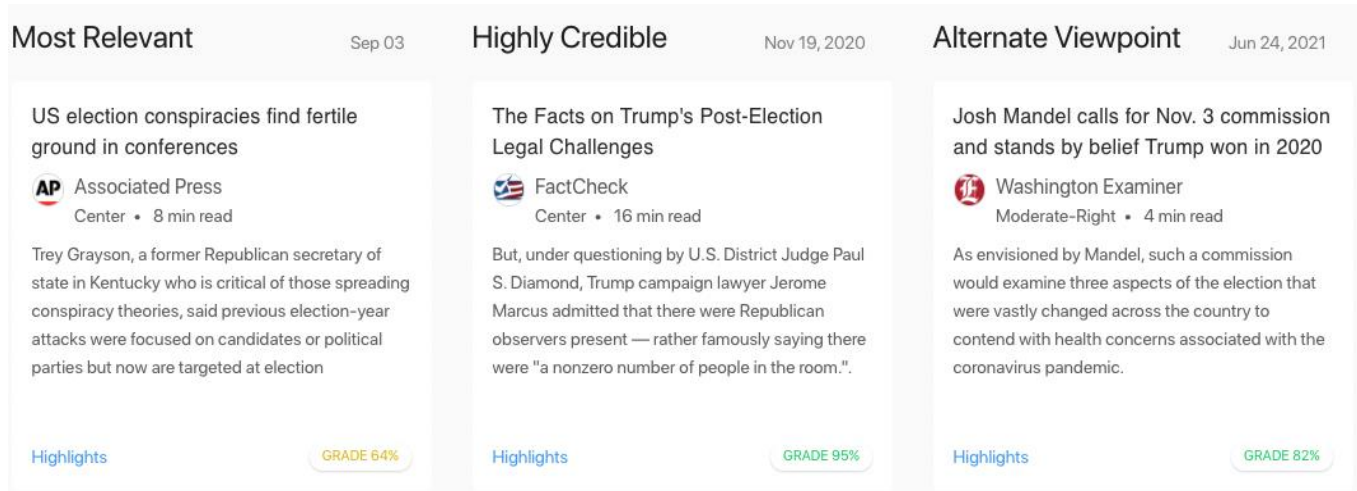 Most Relevant
Sep 03
US election conspiracies find fertile
ground in conferences
AP
Associated Press
Center • 8 min read
Trey Grayson, a former Republican secretary of
state in Kentucky who is critical of those spreading
conspiracy theories, said previous election-year
attacks were focused on candidates or political
parties but now are targeted at election
Highlights
GRADE 64%
Highly Credible
Nov 19, 2020
The Facts on Trump's Post-Election
Legal Challenges
FactCheck
Center • 16 min read
But, under questioning by U.S. District Judge Paul
S. Diamond, Trump campaign lawyer Jerome
Marcus admitted that there were Republican
observers present — rather famously saying there
were "a nonzero number of people in the room.".
Highlights
GRADE 95%
Alternate Viewpoint
Jun 24, 2021
Josh Mandel calls for Nov. 3 commission
and stands by belief Trump won in 2020
E
Washington Examiner
Moderate-Right • 4 min read
As envisioned by Mandel, such a commission
would examine three aspects of the election that
were vastly changed across the country to
contend with health concerns associated with the
coronavirus pandemic.
Highlights
GRADE 82%